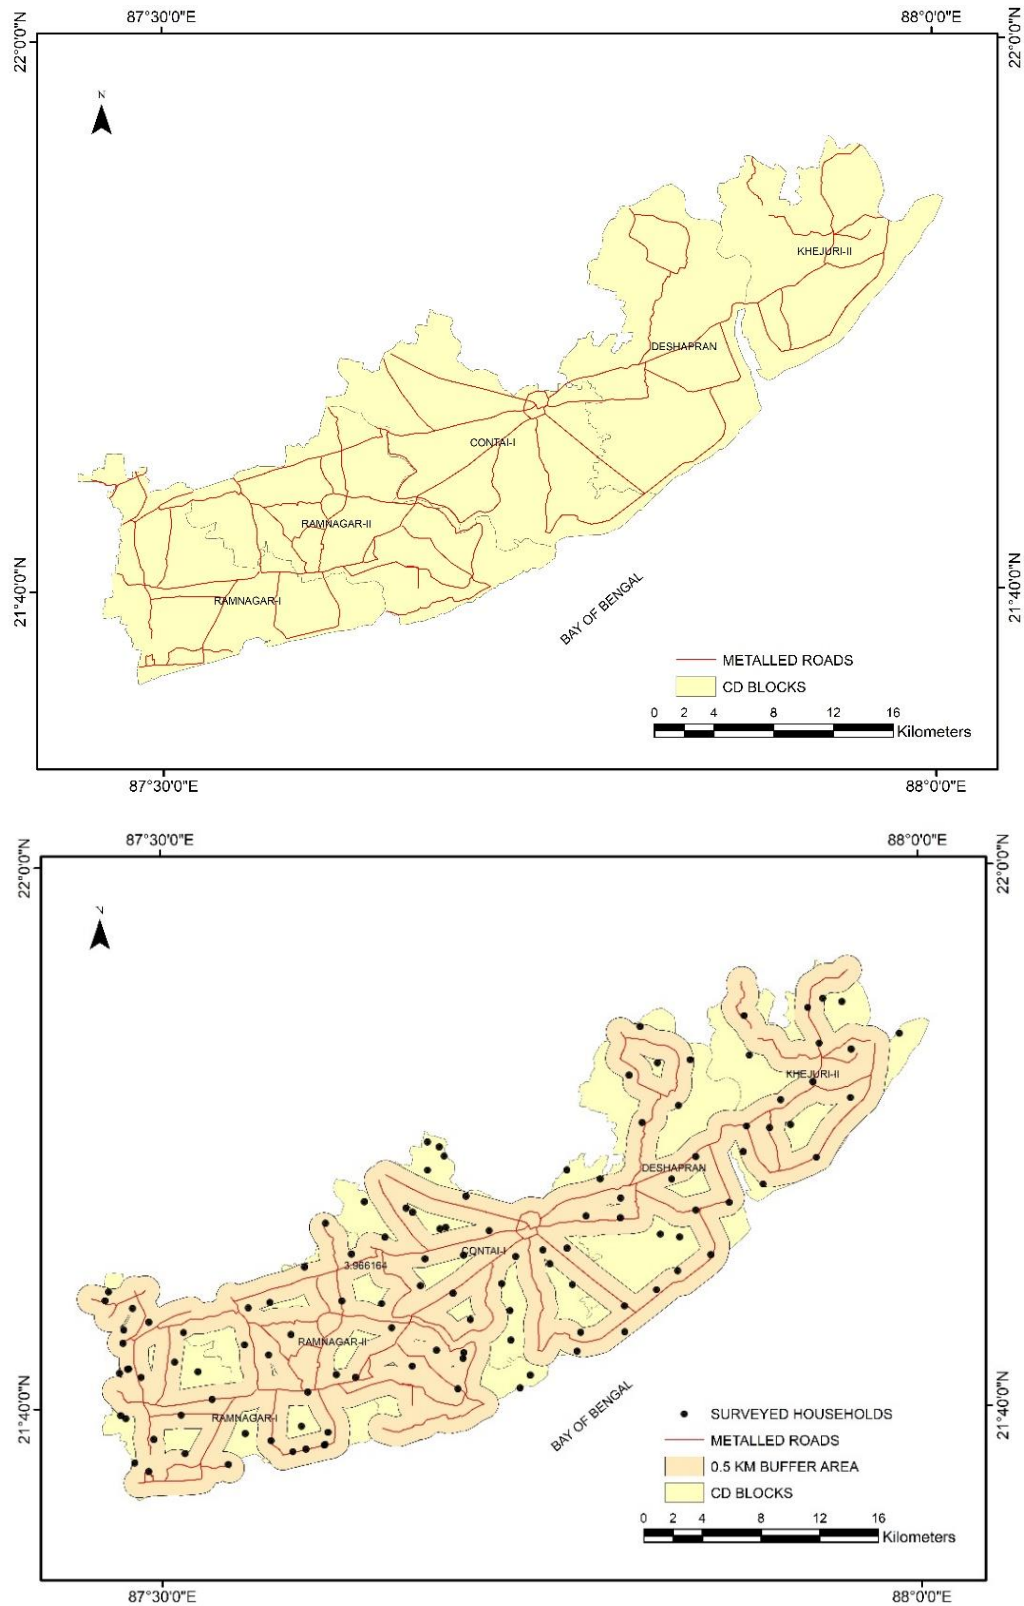 87°30'0"E 88°0'0"E
22°0'0"N 22°0'0"N
N
KHEJURI-II
DESHAPRAN
CONTAI-I
RAMNAGAR-II
21°40'0"N 21°40'0"N
RAMNAGAR-I
BAY OF BENGAL
METALLED ROADS
CD BLOCKS
0 2 4 8 12 16
Kilometers
87°30'0"E 88°0'0"E
87°30'0"E 88°0'0"E
22°0'0"N 22°0'0"N
N
KHEJURI-II
DESHAPRAN
CONTAI-I
3.966164
RAMNAGAR-II
21°40'0"N 21°40'0"N
RAMNAGAR-I
BAY OF BENGAL
SURVEYED HOUSEHOLDS
METALLED ROADS
0.5 KM BUFFER AREA
CD BLOCKS
0 2 4 8 12 16
Kilometers
87°30'0"E 88°0'0"E